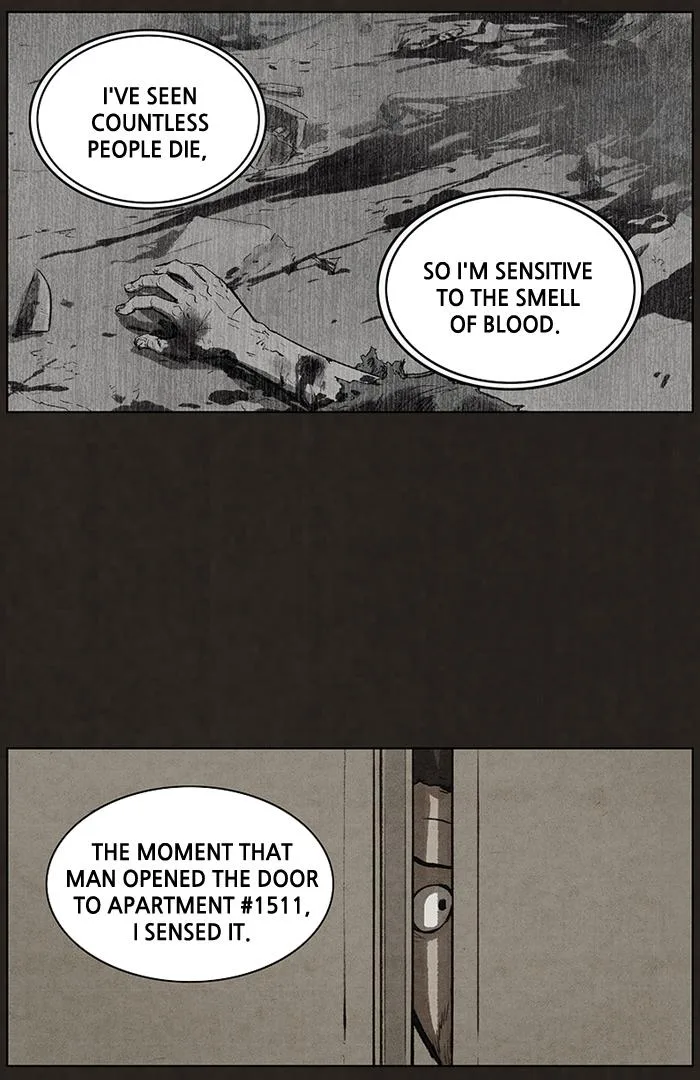 I'VE SEEN
COUNTLESS
PEOPLE DIE,
SO I'M SENSITIVE
TO THE SMELL
OF BLOOD.
THE MOMENT THAT
MAN OPENED THE DOOR
TO APARTMENT #1511,
I SENSED IT.